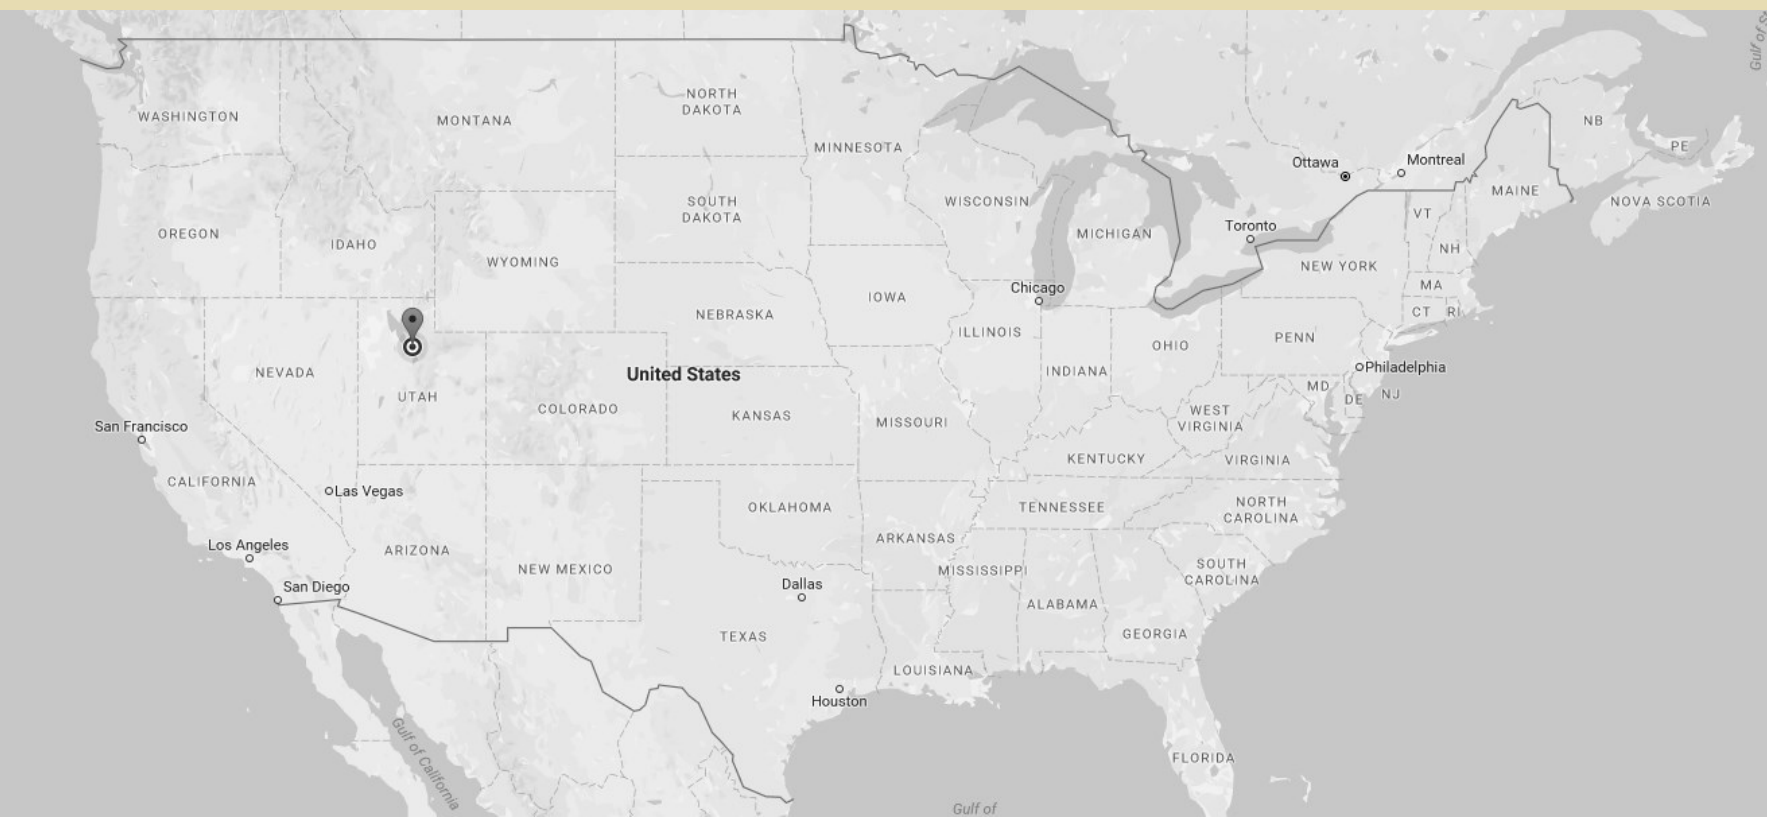 Gulf of S
NORTH
DAKOTA
WASHINGTON
MONTANA
NB
MINNESOTA
PE
Ottawa
Montreal
MAINE
SOUTH
DAKOTA
WISCONSIN
NOVA SCOTIA
VT
Toronto
OREGON
MICHIGAN
IDAHO
NH
WYOMING
NEW YORK
MA
Chicago
IOWA
CT
RI
NEBRASKA
ILLINOIS
PENN
OHIO
Philadelphia
NEVADA
United States
INDIANA
MD
NJ
UTAH
DE
COLORADO
KANSAS
WEST
VIRGINIA
San Francisco
MISSOURI
KENTUCKY
VIRGINIA
CALIFORNIA
Las Vegas
OKLAHOMA
TENNESSEE
NORTH
CAROLINA
Los Angeles
ARIZONA
ARKANSAS
NEW MEXICO
MISSISSIPPI
SOUTH
CAROLINA
San Diego
Dallas
ALABAMA
TEXAS
GEORGIA
LOUISIANA
Houston
Gulf of California
FLORIDA
Gulf of